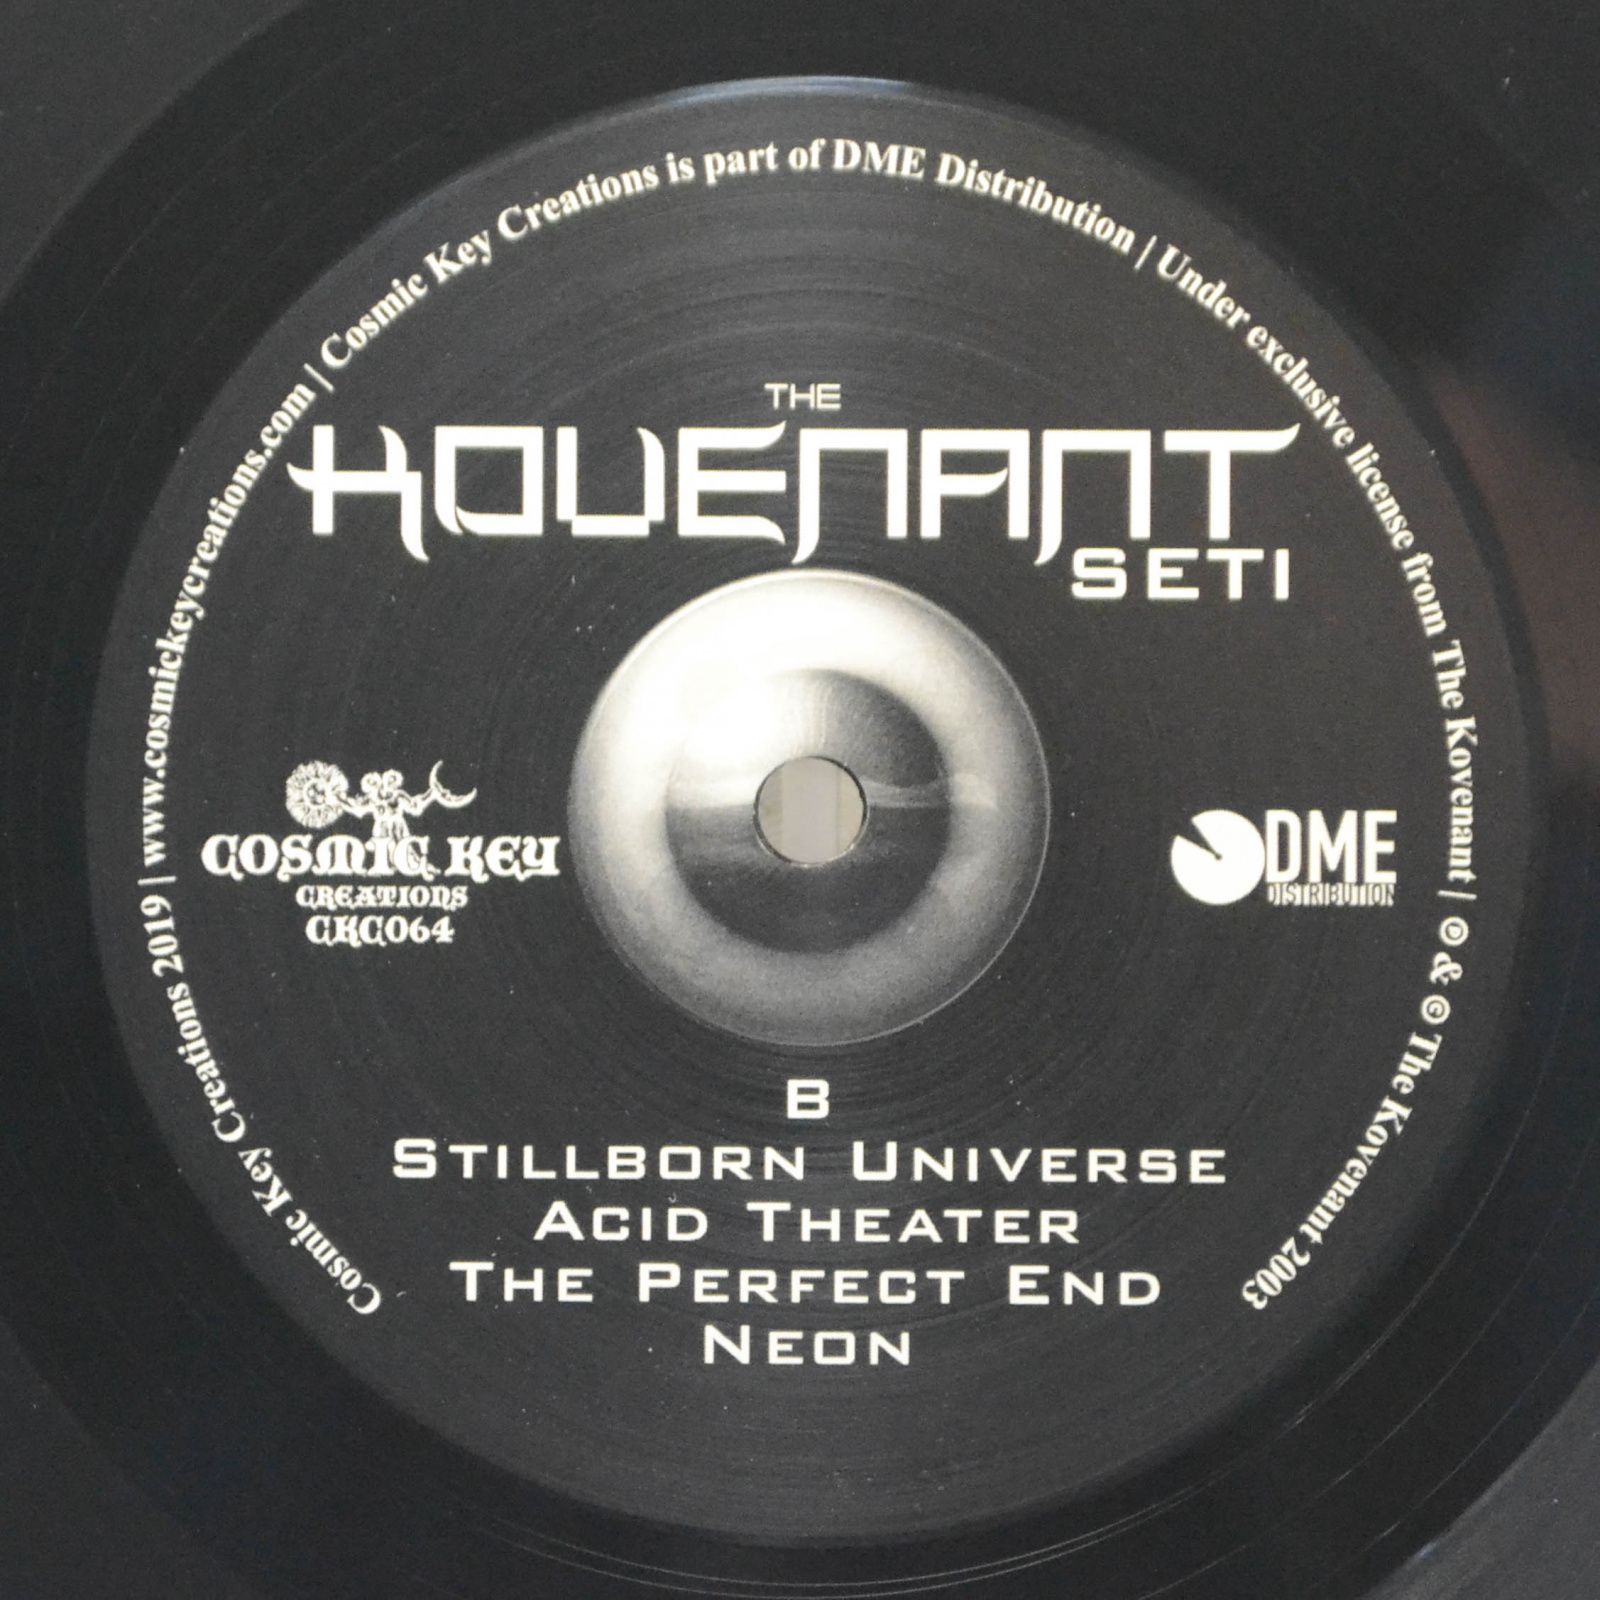 Cosmic Key Creations 2019 | www.cosmickeycreations.com | Cosmic Key Creations is part of DME Distribution | Under exclusive license from The Kovenant | ℗ & © The Kovenant 2003
THE
KOVENANT
SETI
COSMIC KEY
CREATIONS
CKC064
DME
DISTRIBUTION
B
STILLBORN UNIVERSE
ACID THEATER
THE PERFECT END
NEON